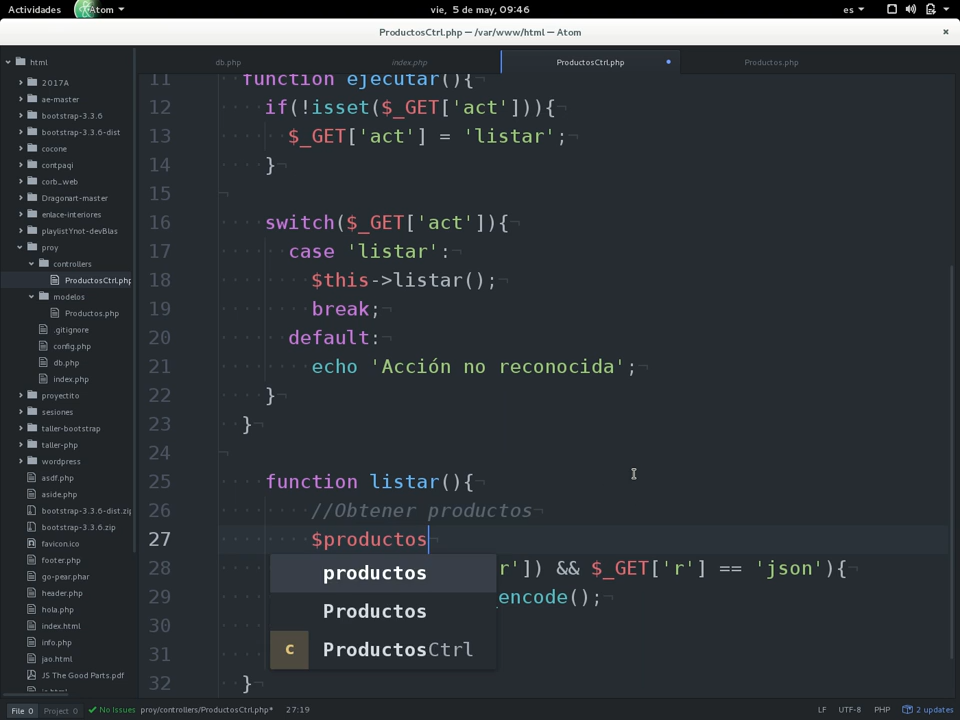 Actividades Atom vie, 5 de may, 09:46 es
ProductosCtrl.php — /var/www/html — Atom
html
2017A
ae-master
bootstrap-3.3.6
bootstrap-3.3.6-dist
cocone
contpaqi
corb_web
Dragonart-master
enlace-interiores
playlistYnot-devBlas
proy
controllers
ProductosCtrl.php
modelos
Productos.php
.gitignore
config.php
db.php
index.php
proyectito
sesiones
taller-bootstrap
taller-php
wordpress
asdf.php
aside.php
bootstrap-3.3.6-dist.zip
bootstrap-3.3.6.zip
favicon.ico
footer.php
go-pear.phar
header.php
hola.php
index.html
info.php
jao.html
JS The Good Parts.pdf
db.php index.php ProductosCtrl.php Productos.php
11 function ejecutar(){
12 if(!isset($_GET['act'])){
13 $_GET['act'] = 'listar';
14 }
15
16 switch($_GET['act']){
17 case 'listar':
18 $this->listar();
19 break;
20 default:
21 echo 'Acción no reconocida';
22 }
23 }
24
25 function listar(){
26 //Obtener productos
27 $productos
28 r']) && $_GET['r'] == 'json'){
29 _encode();
30
31
32 }
productos
Productos
c ProductosCtrl
File 0 Project 0 No Issues proy/controllers/ProductosCtrl.php* 27:19 LF UTF-8 PHP 2 updates